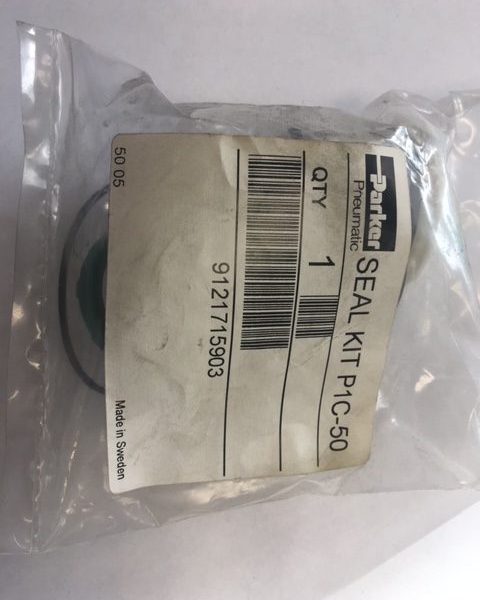 Parker
Pneumatic
SEAL KIT P1C-50
QTY
1
9121715903
50 05
Made in Sweden